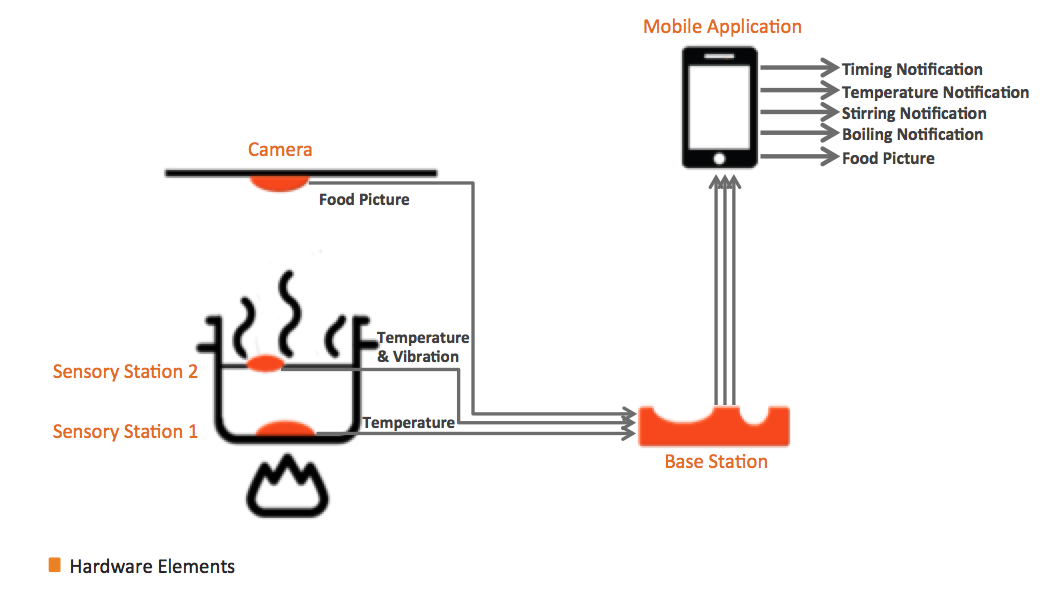 Mobile Application
Timing Notification
Temperature Notification
Stirring Notification
Boiling Notification
Food Picture
Camera
Food Picture
Temperature
& Vibration
Sensory Station 2
Temperature
Sensory Station 1
Base Station
Hardware Elements